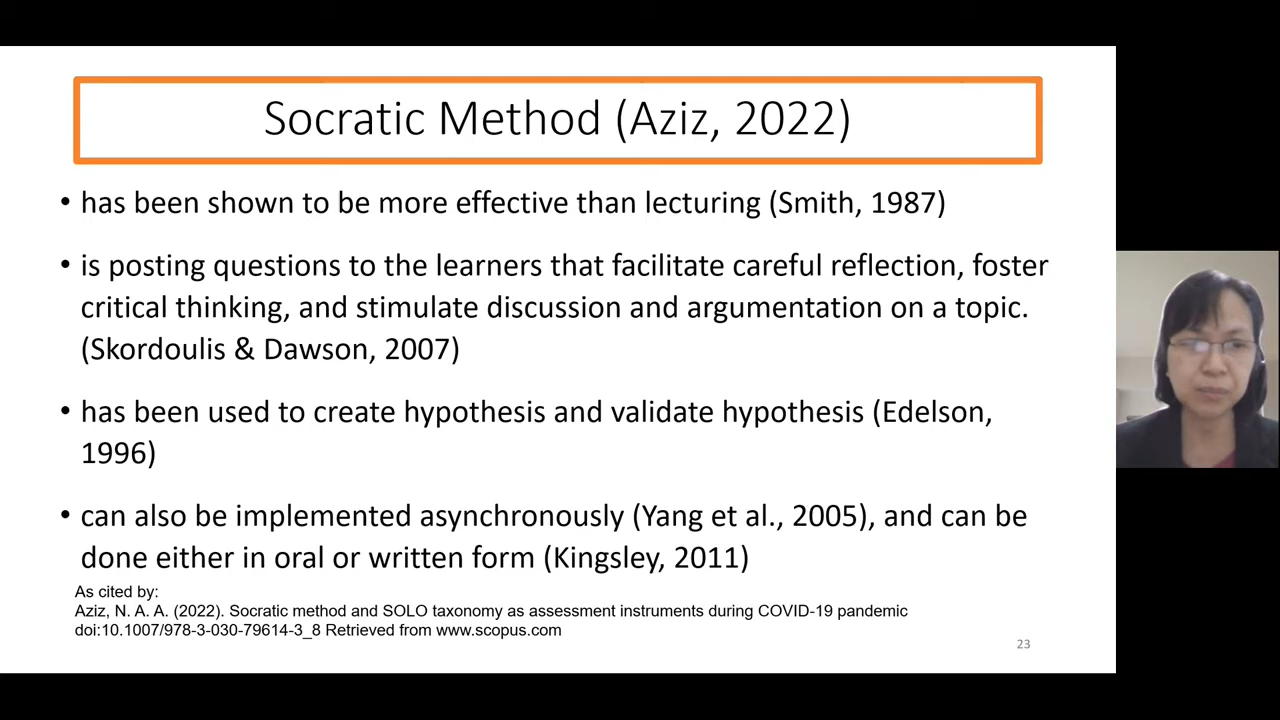 Socratic Method (Aziz, 2022)
• has been shown to be more effective than lecturing (Smith, 1987)
• is posting questions to the learners that facilitate careful reflection, foster
critical thinking, and stimulate discussion and argumentation on a topic.
(Skordoulis & Dawson, 2007)
• has been used to create hypothesis and validate hypothesis (Edelson,
1996)
• can also be implemented asynchronously (Yang et al., 2005), and can be
done either in oral or written form (Kingsley, 2011)
As cited by:
Aziz, N. A. A. (2022). Socratic method and SOLO taxonomy as assessment instruments during COVID-19 pandemic
doi:10.1007/978-3-030-79614-3_8 Retrieved from www.scopus.com
23